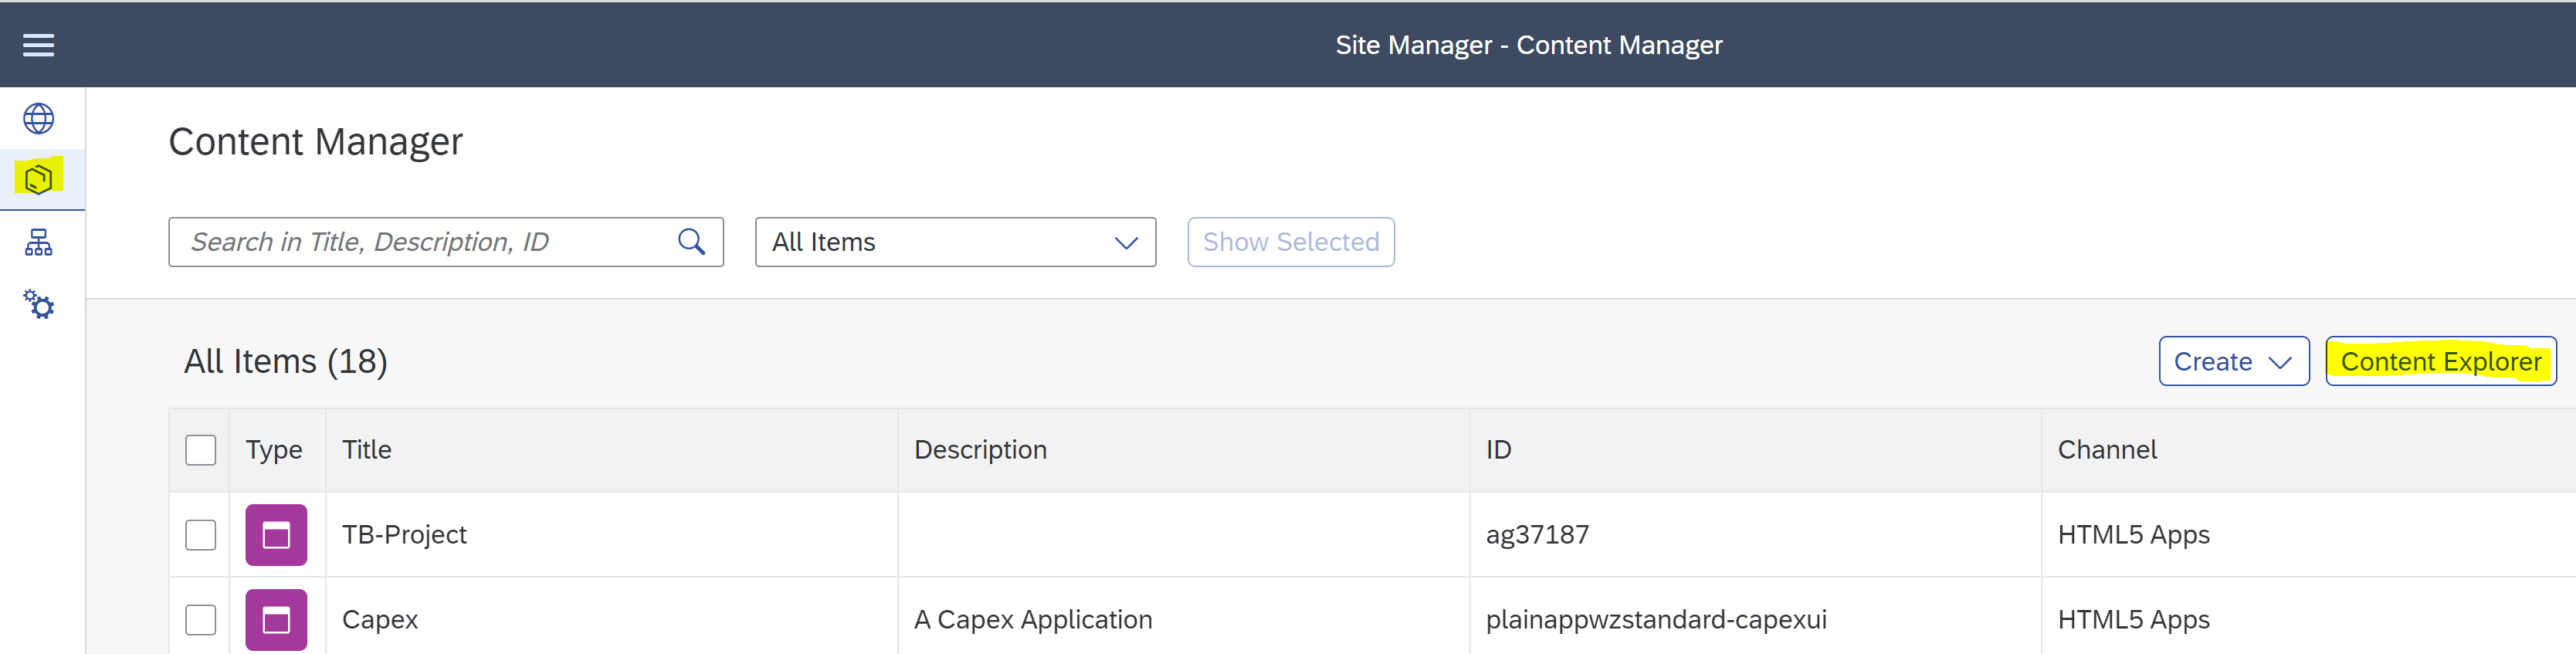 Site Manager - Content Manager
Content Manager
Search in Title, Description, ID
All Items
Show Selected
All Items (18)
Create
Content Explorer
Type Title Description ID Channel
TB-Project ag37187 HTML5 Apps
Capex A Capex Application plainappwzstandard-capexui HTML5 Apps